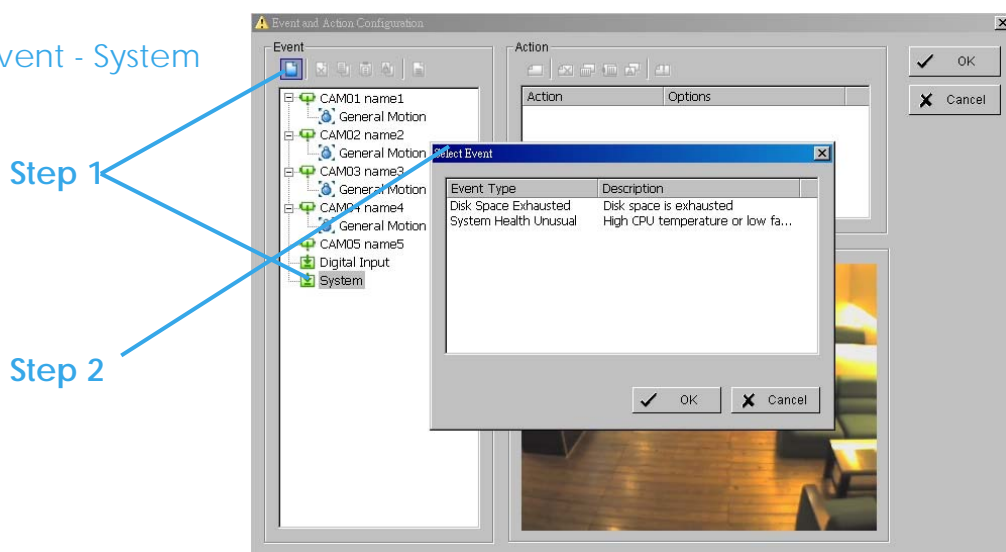 Event and Action Configuration
vent - System
Event
Action
OK
Cancel
Step 1
Step 2
CAM01 name1
General Motion
CAM02 name2
General Motion
CAM03 name3
General Motion
CAM04 name4
General Motion
CAM05 name5
Digital Input
System
Action Options
Select Event
Event Type Description
Disk Space Exhausted Disk space is exhausted
System Health Unusual High CPU temperature or low fa...
OK Cancel